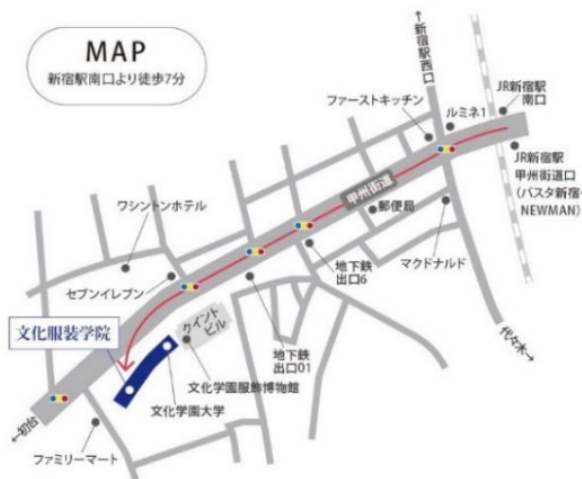 MAP
新宿駅南口より徒歩7分
←新宿駅西口
JR新宿駅
南口
ルミネ1
ファーストキッチン
JR新宿駅
甲州街道口
(バスタ新宿・
NEWMAN)
甲州街道
郵便局
マクドナルド
ワシントンホテル
地下鉄
出口6
代々木→
セブンイレブン
クイント
ビル
地下鉄
出口01
文化服装学院
文化学園服飾博物館
文化学園大学
←初台
ファミリーマート